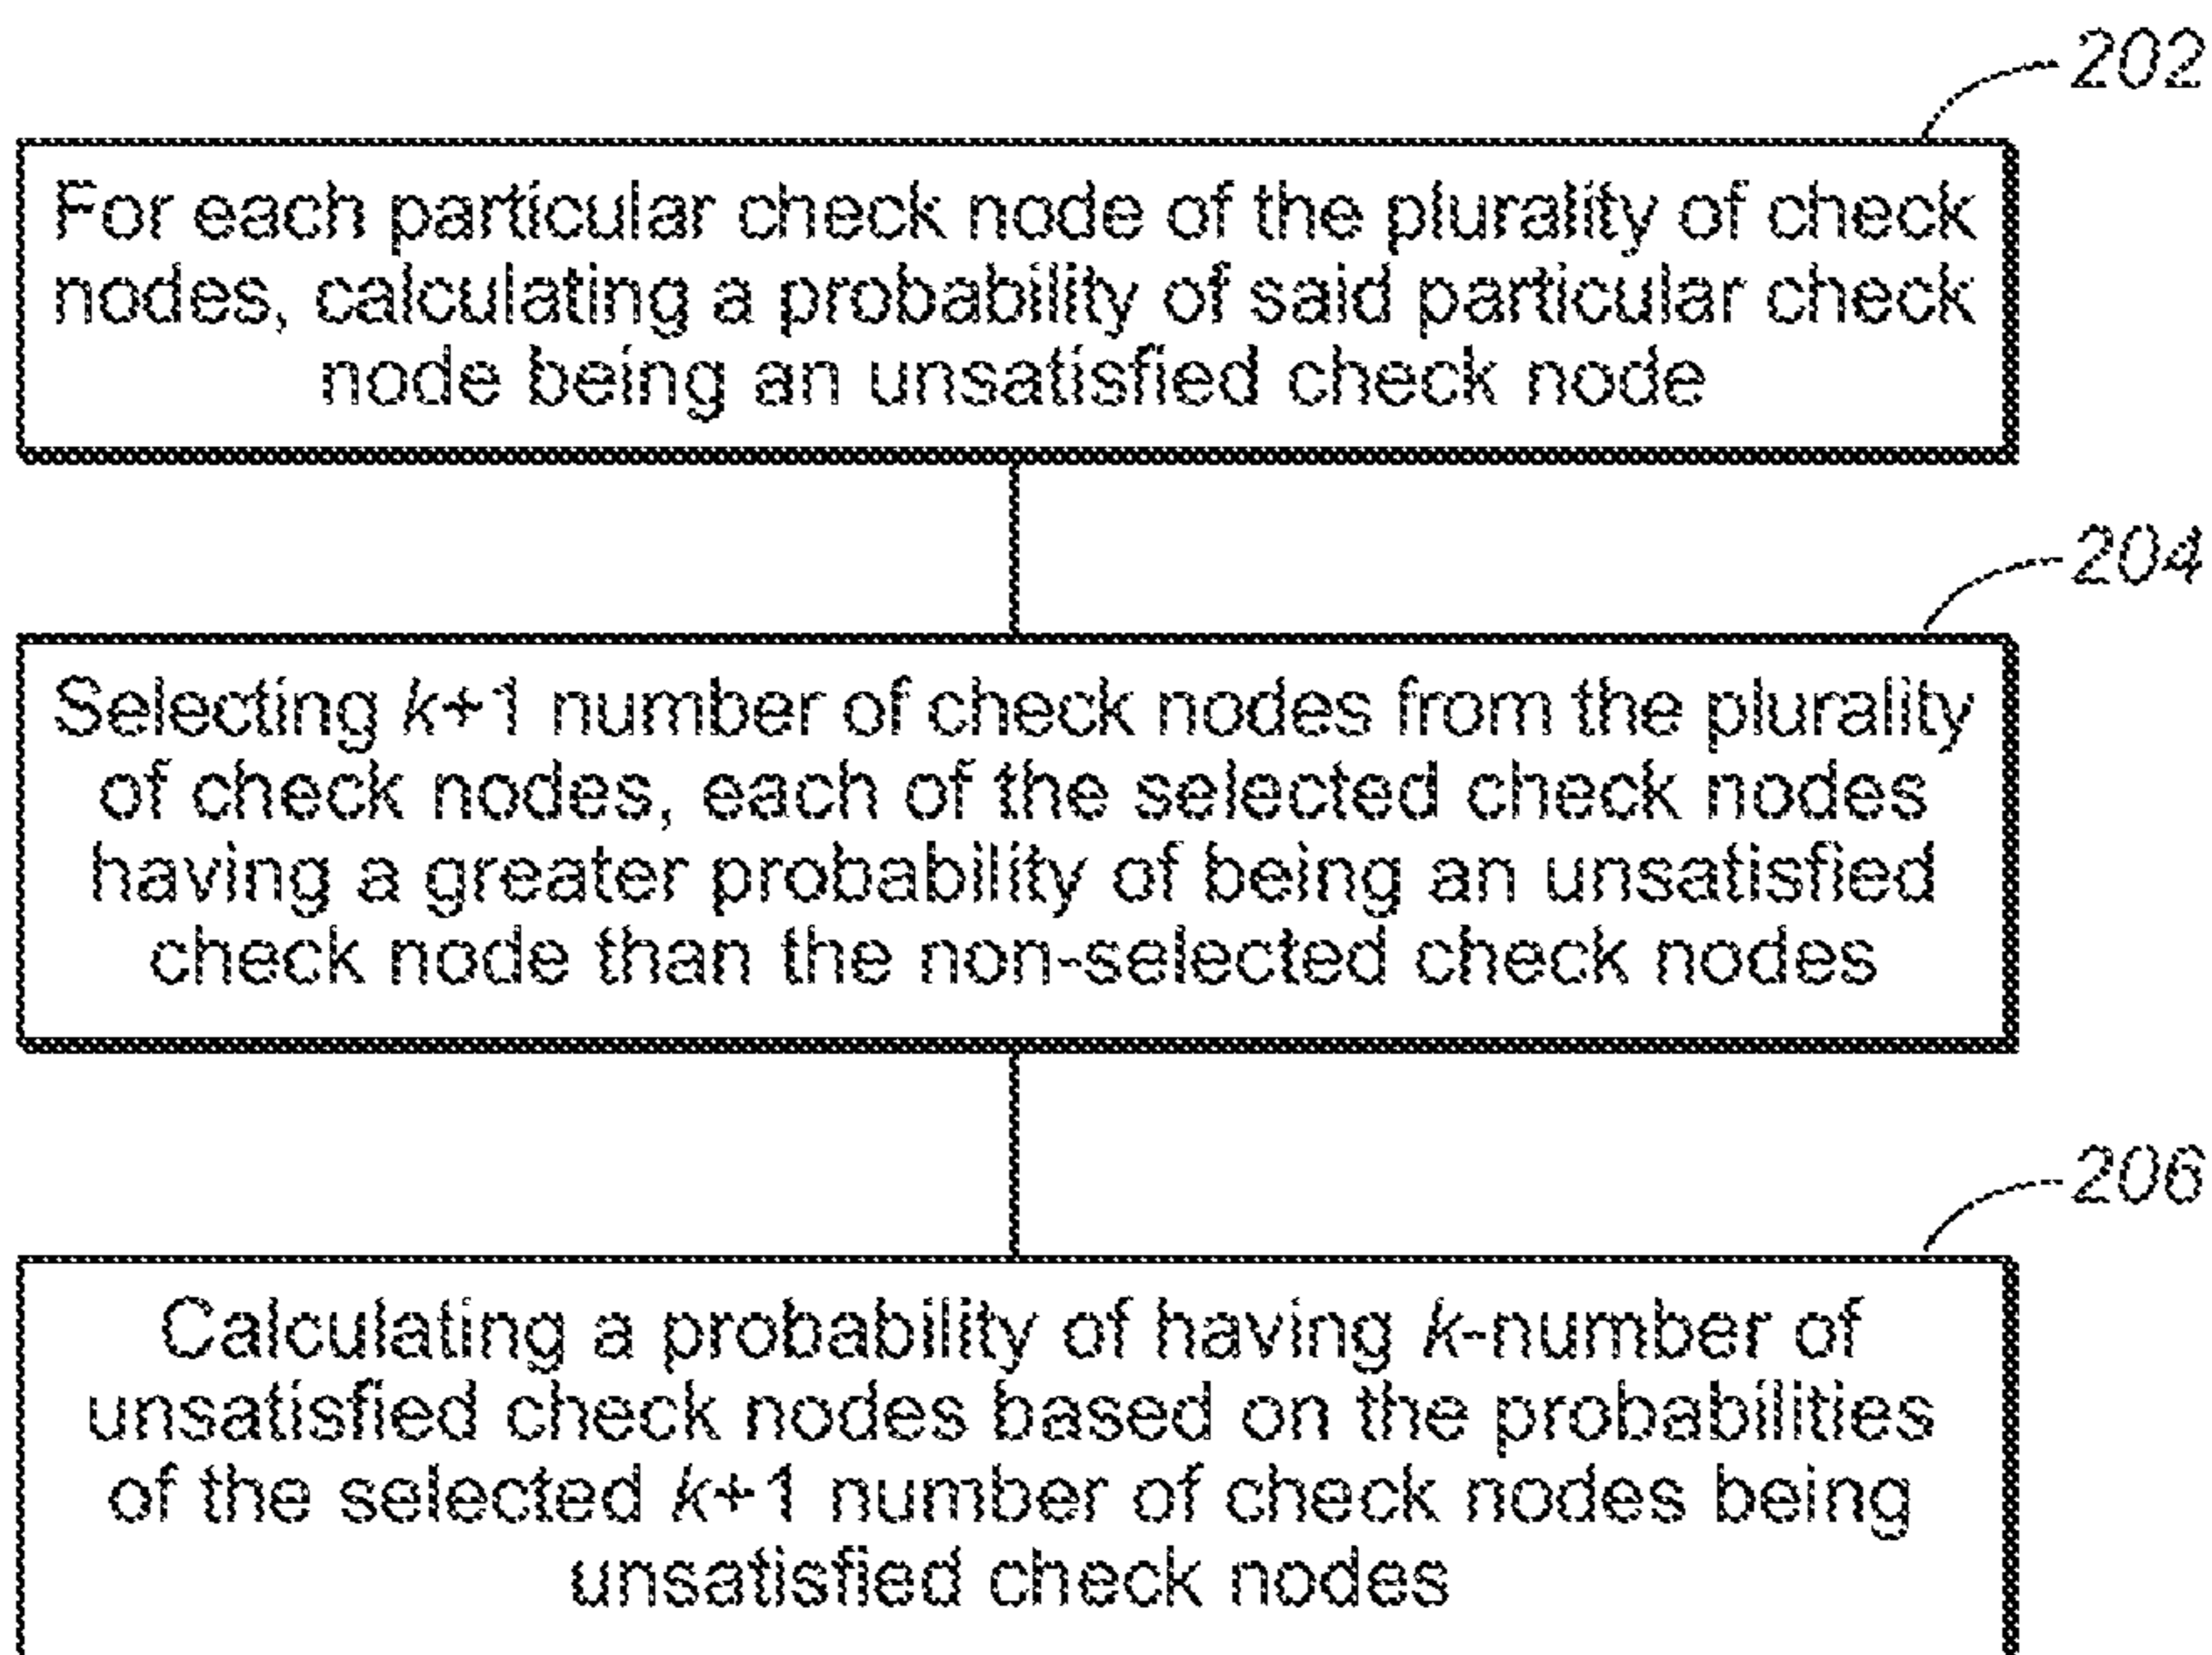 202
For each particular check node of the plurality of check
nodes, calculating a probability of said particular check
node being an unsatisfied check node
204
Selecting k+1 number of check nodes from the plurality
of check nodes, each of the selected check nodes
having a greater probability of being an unsatisfied
check node than the non-selected check nodes
206
Calculating a probability of having k-number of
unsatisfied check nodes based on the probabilities
of the selected k+1 number of check nodes being
unsatisfied check nodes